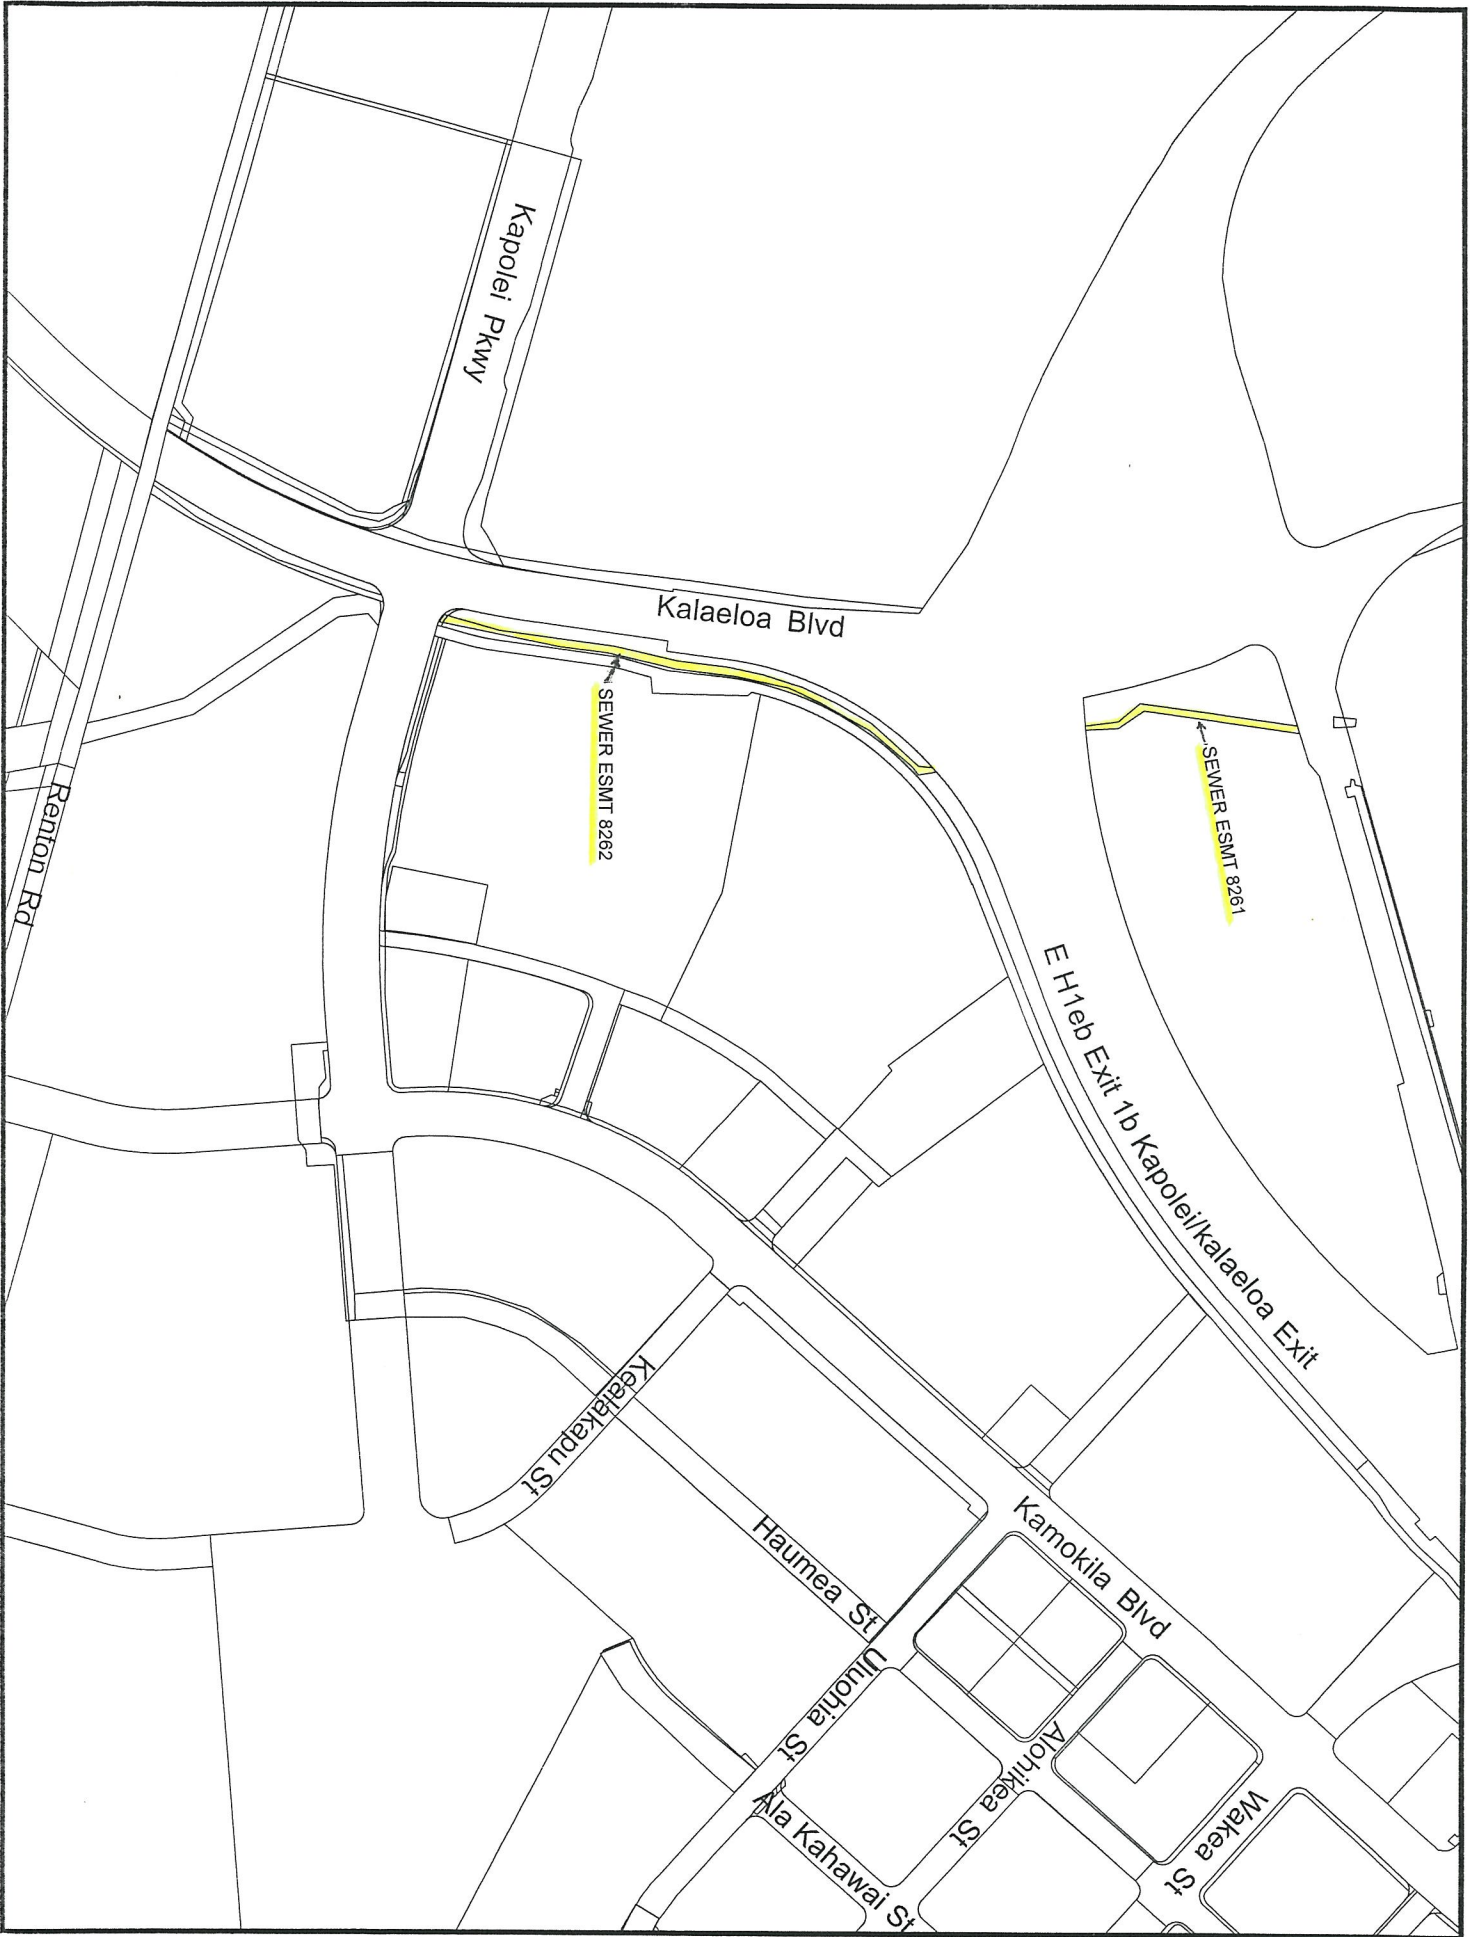 Kapolei Pkwy
Kalaeloa Blvd
SEWER ESMT 8262
SEWER ESMT 8261
Renton Rd
E H1eb Exit 1b Kapolei/kalaeloa Exit
Kealakapu St
Haumea St
Kamokila Blvd
Uluohia St
Alohikea St
Wakea St
Ala Kahawai St